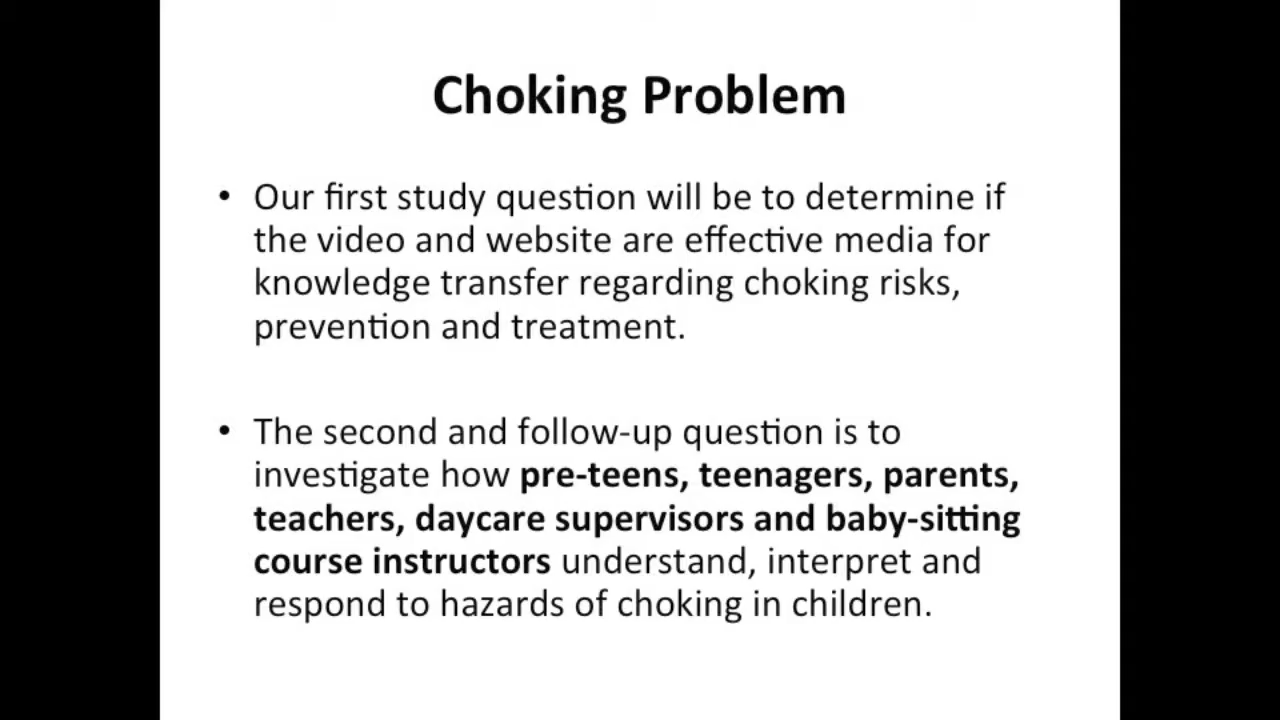 Choking Problem
• Our first study question will be to determine if
the video and website are effective media for
knowledge transfer regarding choking risks,
prevention and treatment.
• The second and follow-up question is to
investigate how pre-teens, teenagers, parents,
teachers, daycare supervisors and baby-sitting
course instructors understand, interpret and
respond to hazards of choking in children.